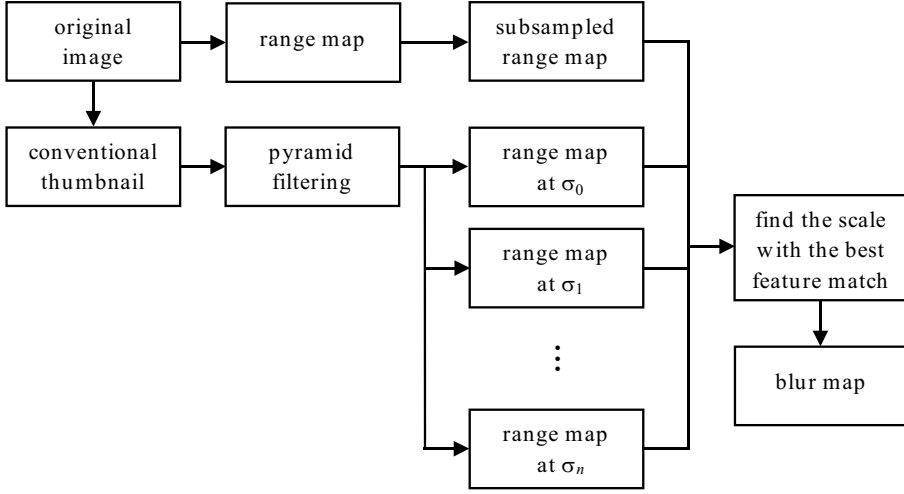 original
image
range map
subsampled
range map
conventional
thumbnail
pyramid
filtering
range map
at σ0
range map
at σ1
⋮
range map
at σn
find the scale
with the best
feature match
blur map